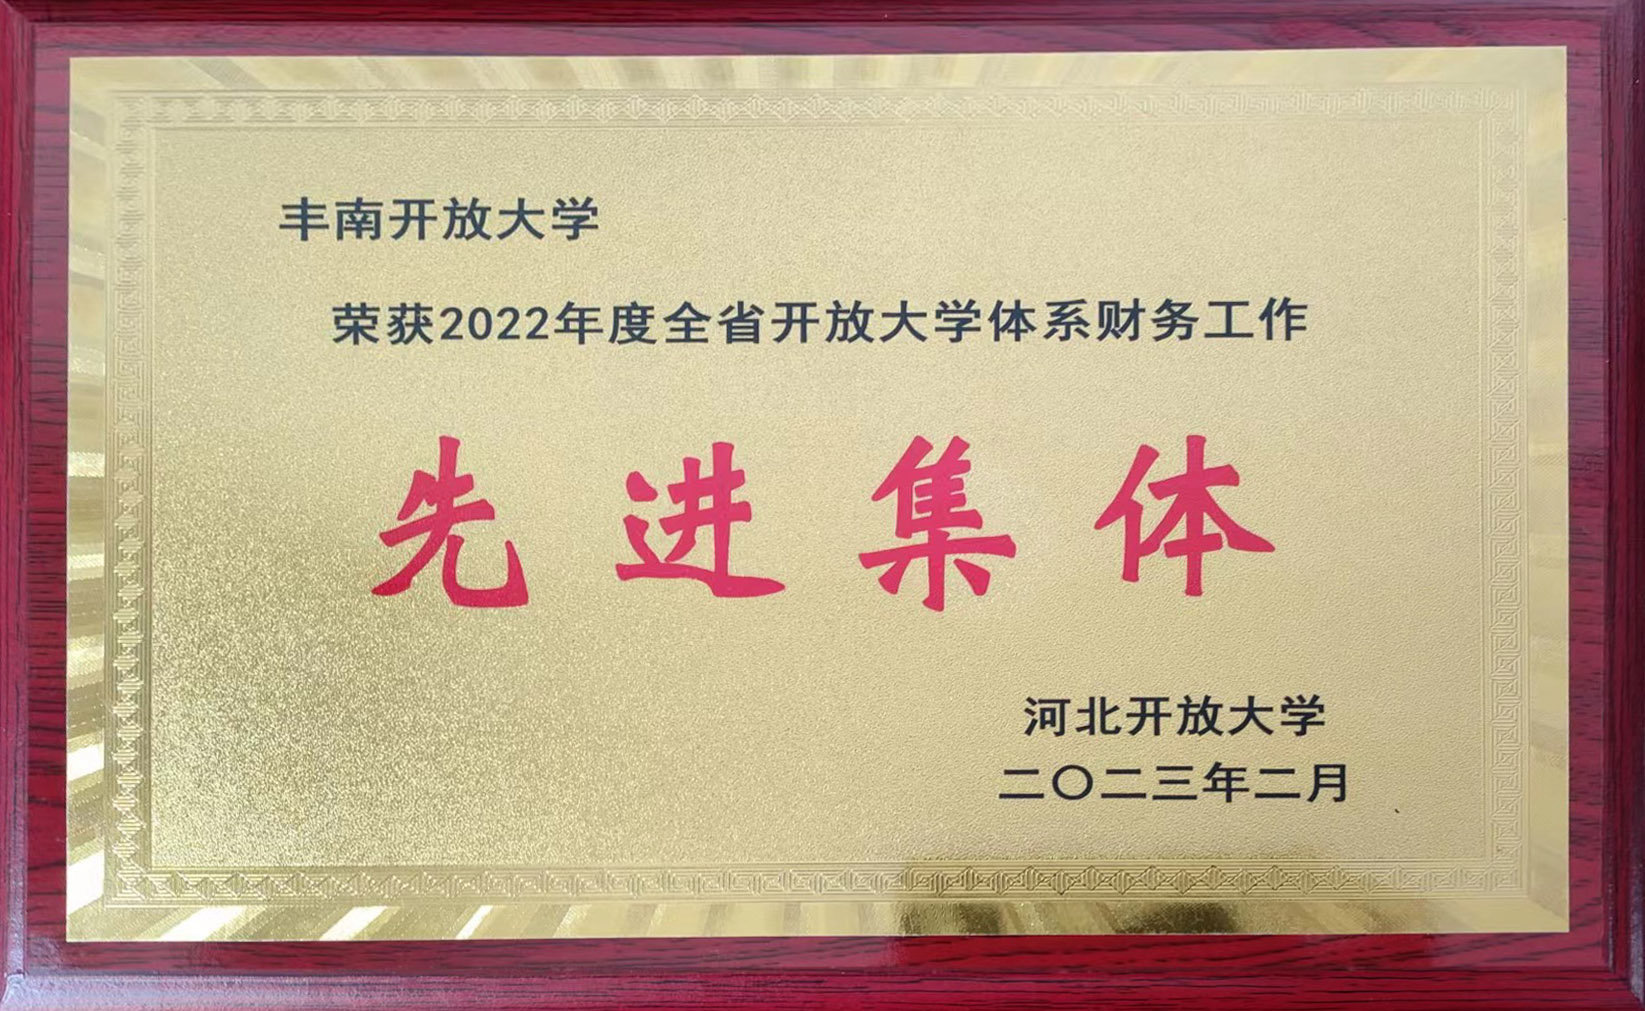 丰南开放大学
荣获2022年度全省开放大学体系财务工作
先进集体
河北开放大学
二〇二三年二月